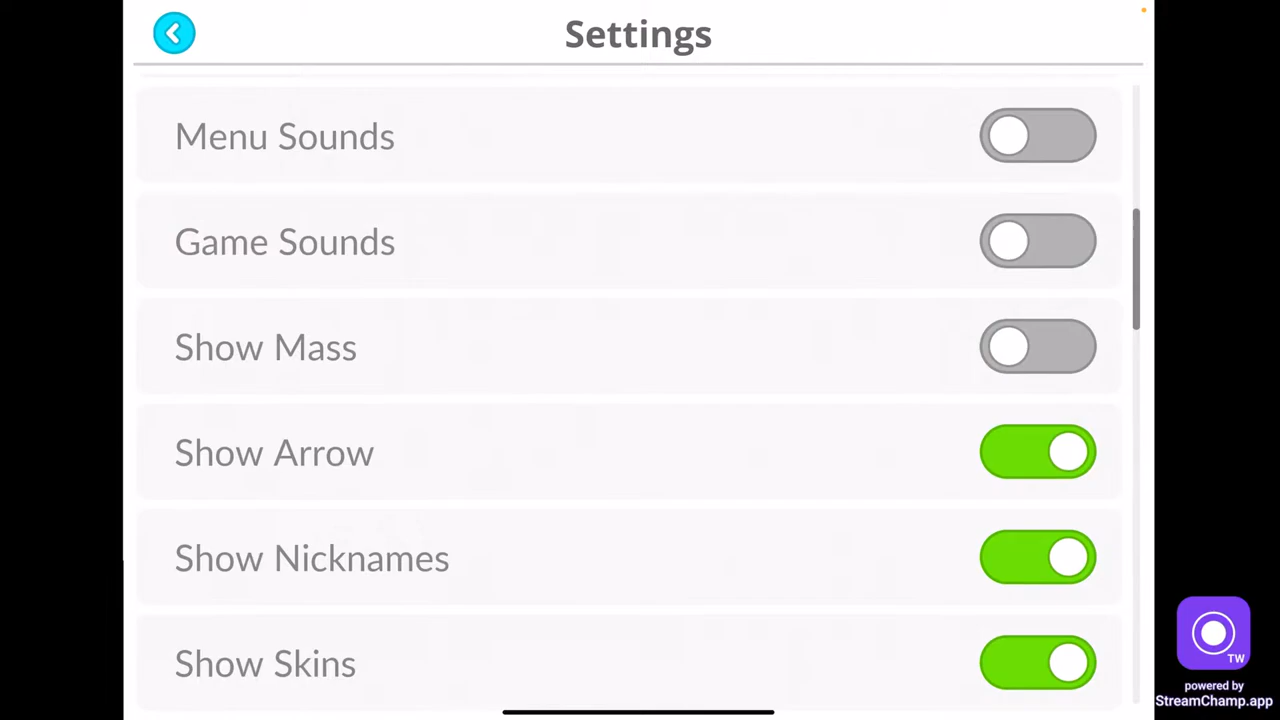 Settings
Menu Sounds
Game Sounds
Show Mass
Show Arrow
Show Nicknames
Show Skins
TW
powered by
StreamChamp.app